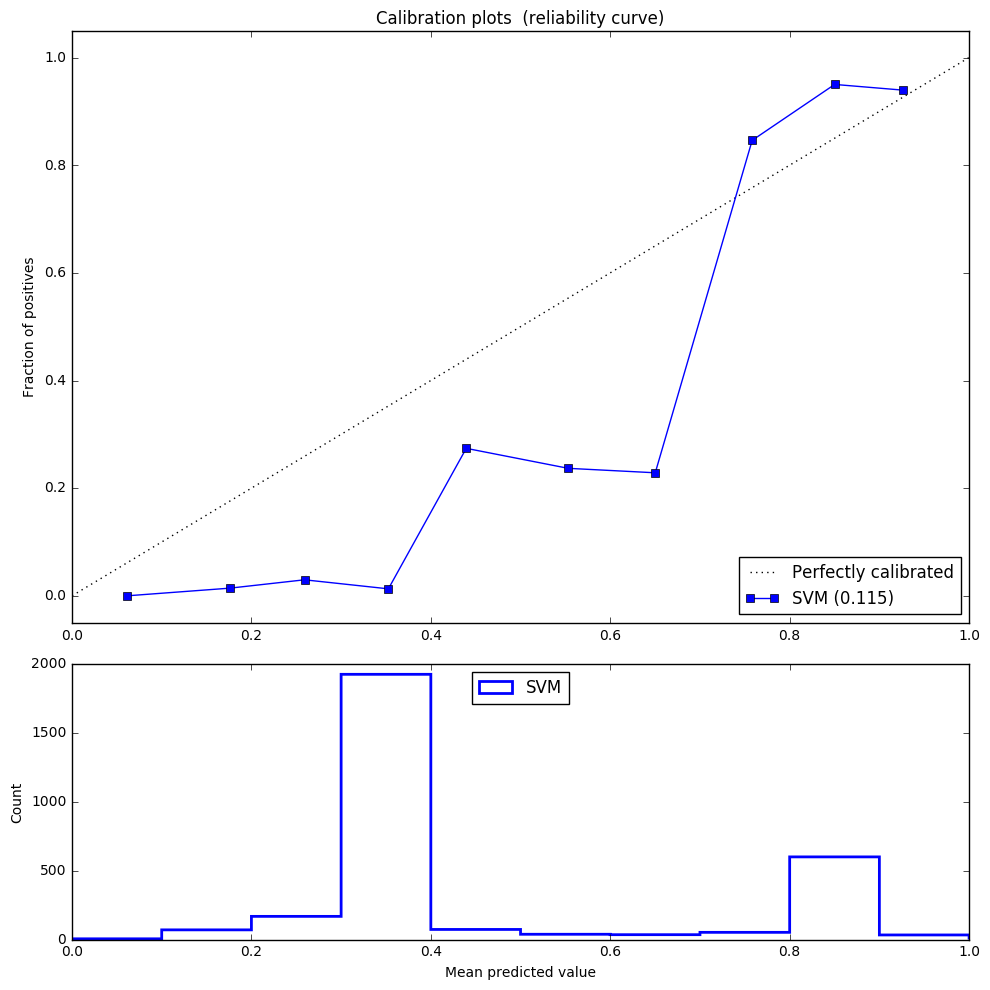 Calibration plots  (reliability curve)
1.0
0.8
0.6
0.4
0.2
0.0
Fraction of positives
Perfectly calibrated
SVM (0.115)
0.0 0.2 0.4 0.6 0.8 1.0
2000
1500
1000
500
0
Count
SVM
0.0 0.2 0.4 0.6 0.8 1.0
Mean predicted value